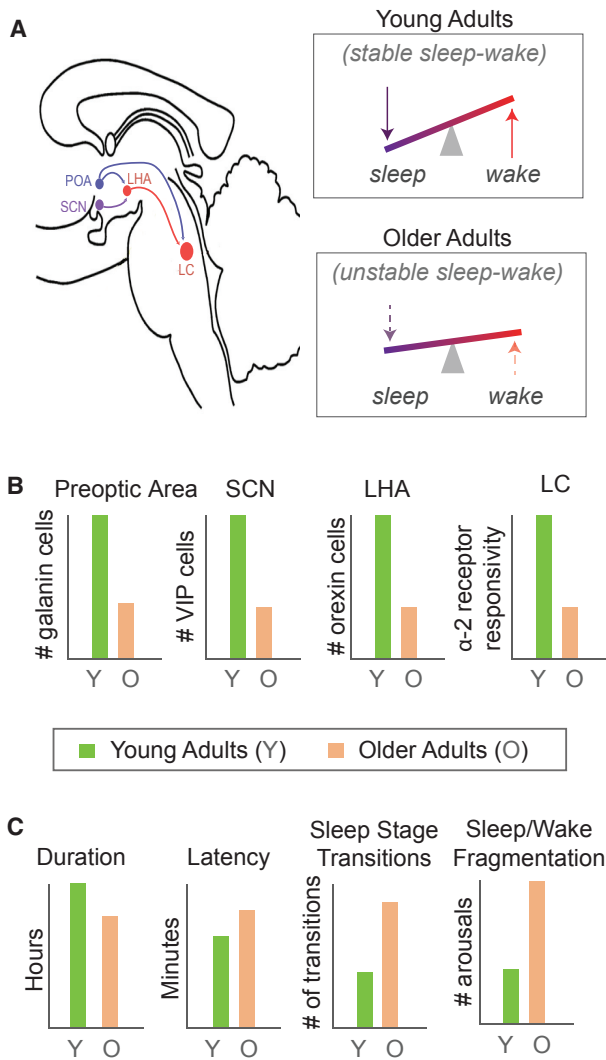 A
Young Adults
(stable sleep-wake)
sleep
wake
POA
LHA
SCN
LC
Older Adults
(unstable sleep-wake)
sleep
wake
B
Preoptic Area
# galanin cells
Y
O
SCN
# VIP cells
Y
O
LHA
# orexin cells
Y
O
LC
α-2 receptor
responsivity
Y
O
Young Adults (Y)
Older Adults (O)
C
Duration
Hours
Y
O
Latency
Minutes
Y
O
Sleep Stage
Transitions
# of transitions
Y
O
Sleep/Wake
Fragmentation
# arousals
Y
O